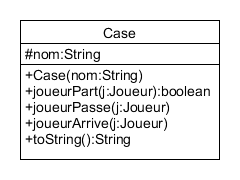 Case
#nom:String
+Case(nom:String)
+joueurPart(j:Joueur):boolean
+joueurPasse(j:Joueur)
+joueurArrive(j:Joueur)
+toString():String